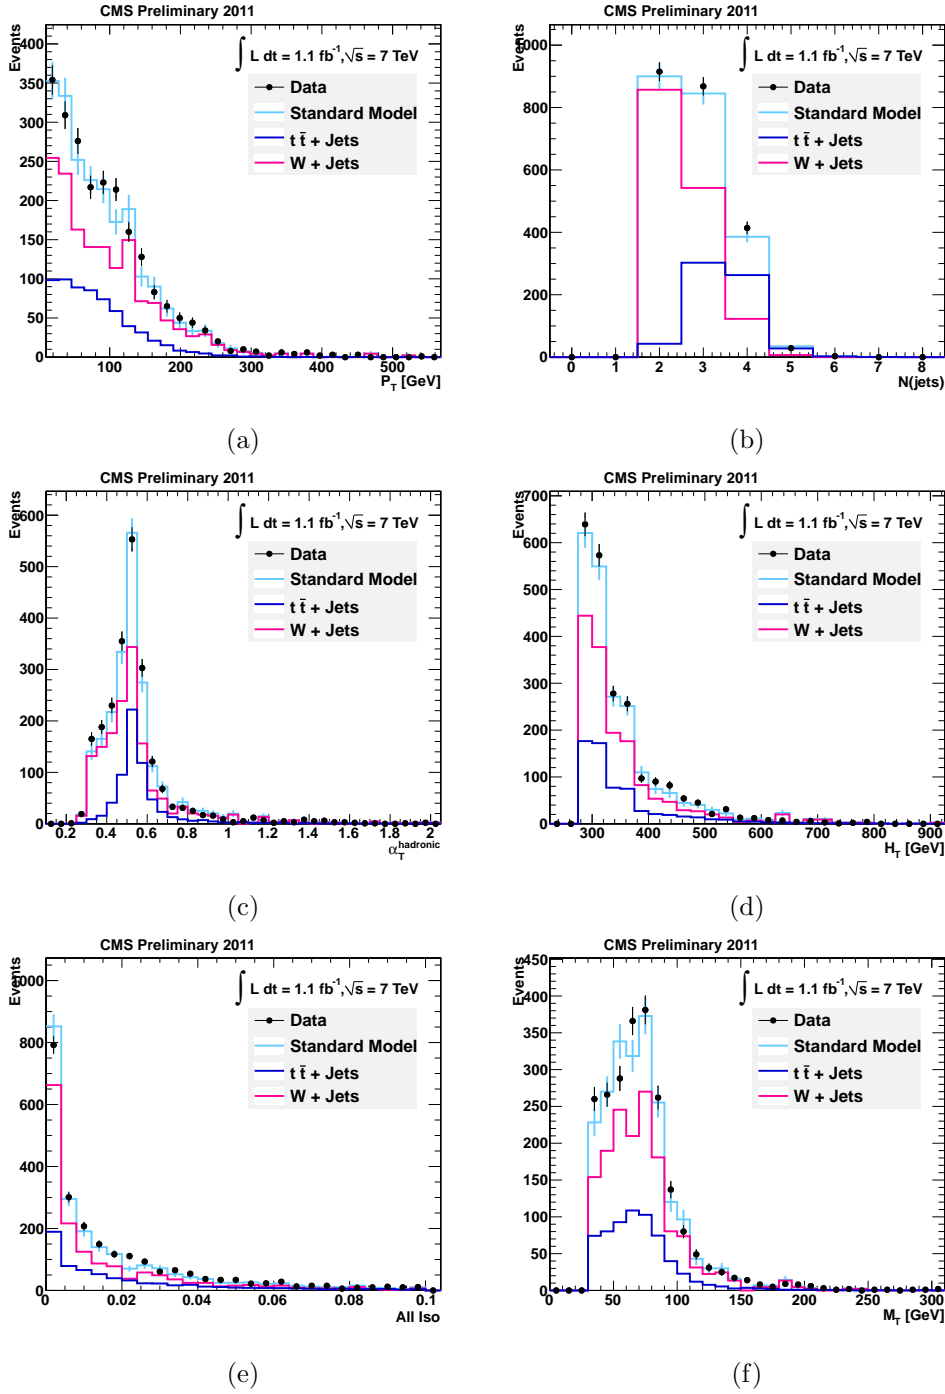 CMS Preliminary 2011
Events
∫ L dt = 1.1 fb⁻¹, √s = 7 TeV
Data
Standard Model
t t̄ + Jets
W + Jets
400
350
300
250
200
150
100
50
0
100 200 300 400 500
P_T [GeV]
(a)
CMS Preliminary 2011
Events
∫ L dt = 1.1 fb⁻¹, √s = 7 TeV
Data
Standard Model
t t̄ + Jets
W + Jets
1000
800
600
400
200
0
0 1 2 3 4 5 6 7 8
N(jets)
(b)
CMS Preliminary 2011
Events
∫ L dt = 1.1 fb⁻¹, √s = 7 TeV
Data
Standard Model
t t̄ + Jets
W + Jets
600
500
400
300
200
100
0
0.2 0.4 0.6 0.8 1 1.2 1.4 1.6 1.8 2
α_T^hadronic
(c)
CMS Preliminary 2011
Events
∫ L dt = 1.1 fb⁻¹, √s = 7 TeV
Data
Standard Model
t t̄ + Jets
W + Jets
700
600
500
400
300
200
100
0
300 400 500 600 700 800 900
H_T [GeV]
(d)
CMS Preliminary 2011
Events
∫ L dt = 1.1 fb⁻¹, √s = 7 TeV
Data
Standard Model
t t̄ + Jets
W + Jets
1000
800
600
400
200
0
0 0.02 0.04 0.06 0.08 0.1
All Iso
(e)
CMS Preliminary 2011
Events
∫ L dt = 1.1 fb⁻¹, √s = 7 TeV
Data
Standard Model
t t̄ + Jets
W + Jets
450
400
350
300
250
200
150
100
50
0
0 50 100 150 200 250 300
M_T [GeV]
(f)